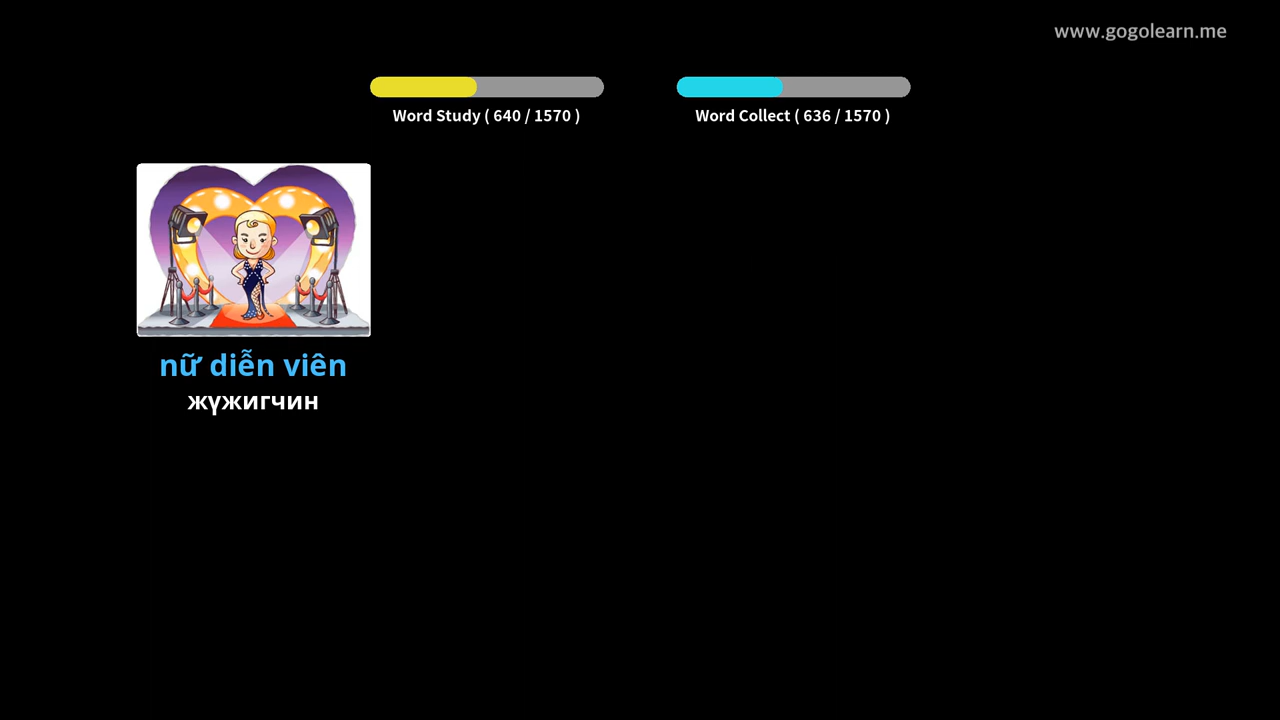 www.gogolearn.me
Word Study ( 640 / 1570 )
Word Collect ( 636 / 1570 )
nữ diễn viên
жүжигчин